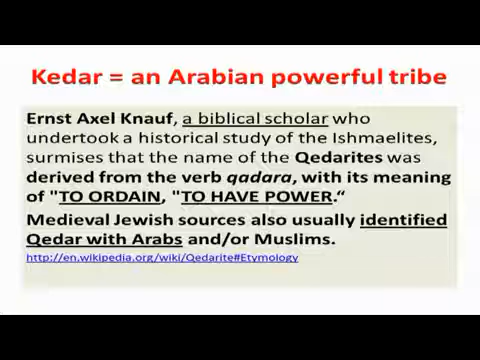 Kedar = an Arabian powerful tribe
Ernst Axel Knauf, a biblical scholar who
undertook a historical study of the Ishmaelites,
surmises that the name of the Qedarites was
derived from the verb qadara, with its meaning
of "TO ORDAIN, "TO HAVE POWER.“
Medieval Jewish sources also usually identified
Qedar with Arabs and/or Muslims.
http://en.wikipedia.org/wiki/Qedarite#Etymology